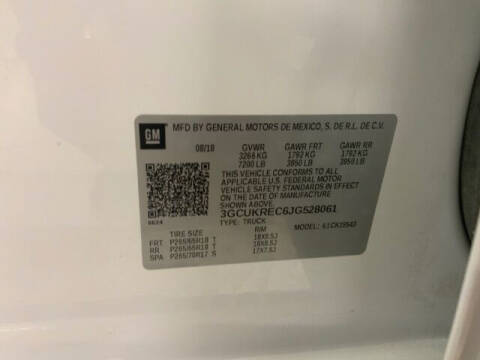 GM
MFD BY GENERAL MOTORS DE MEXICO, S. DE R.L. DE C.V.
08/18 GVWR GAWR FRT GAWR RR
3266 KG 1792 KG 1792 KG
7200 LB 3950 LB 3950 LB
THIS VEHICLE CONFORMS TO ALL
APPLICABLE U.S. FEDERAL MOTOR
VEHICLE SAFETY STANDARDS IN
EFFECT ON THE DATE OF MANUFACTURE
SHOWN ABOVE.
3GCUKREC6JG528061
TYPE: TRUCK
TIRE SIZE RIM
FRT P265/65R18 T 18X8.5J
RR P265/65R18 T 18X8.5J
SPA P265/70R17 S 17X7.5J